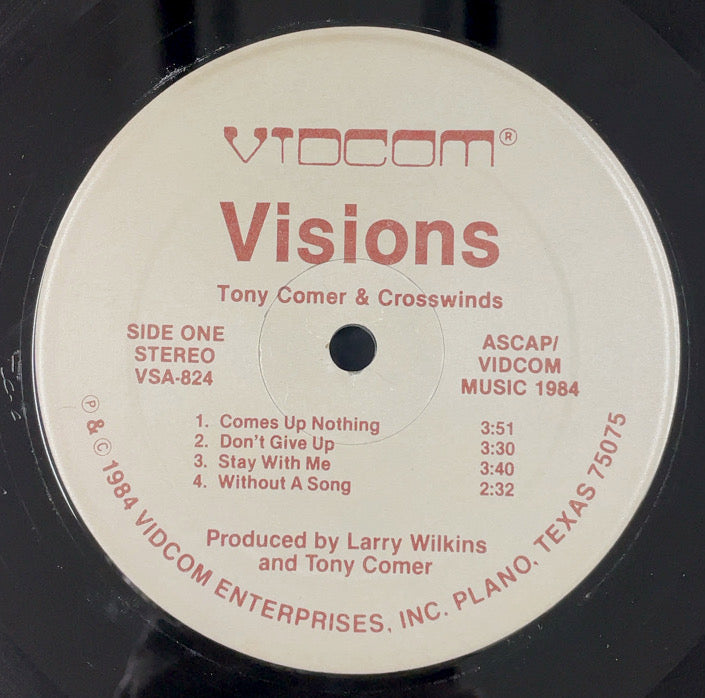 VIDCOM®
Visions
Tony Comer & Crosswinds
SIDE ONE
STEREO
VSA-824
ASCAP/
VIDCOM
MUSIC 1984
1. Comes Up Nothing 3:51
2. Don't Give Up 3:30
3. Stay With Me 3:40
4. Without A Song 2:32
Produced by Larry Wilkins
and Tony Comer
℗ & © 1984 VIDCOM ENTERPRISES, INC. PLANO, TEXAS 75075